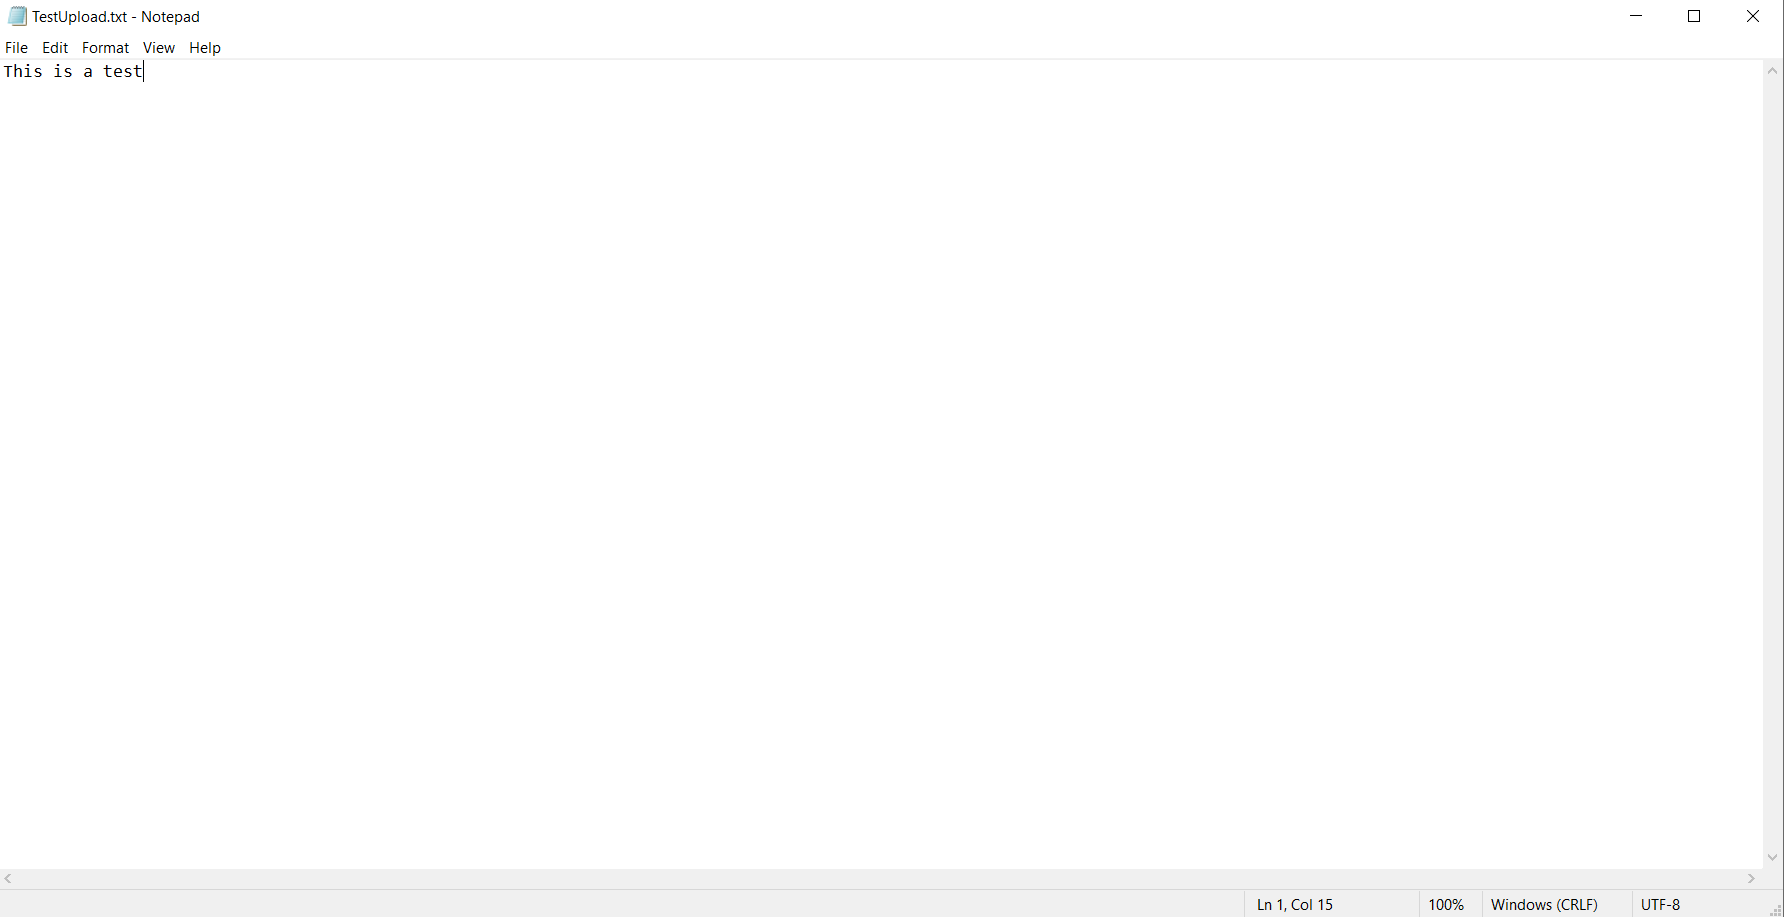 TestUpload.txt - Notepad
File Edit Format View Help
This is a test
Ln 1, Col 15 100% Windows (CRLF) UTF-8